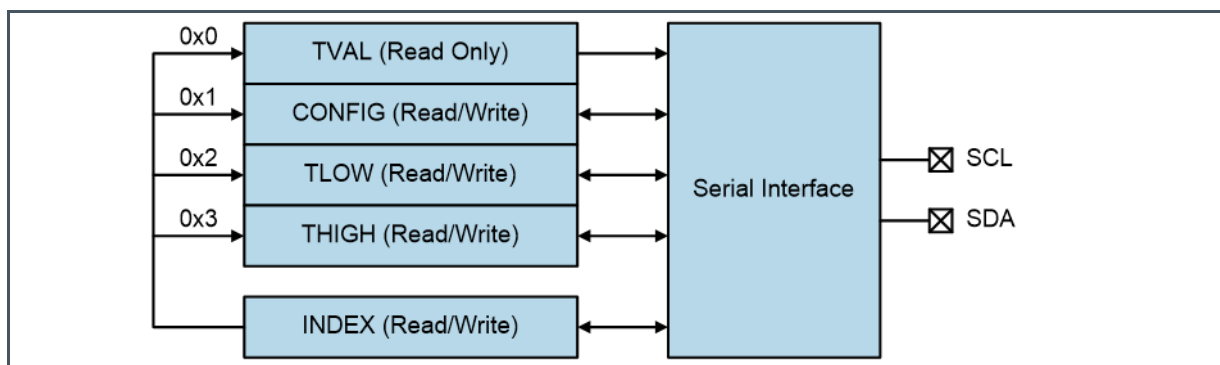 0x0
TVAL (Read Only)
0x1
CONFIG (Read/Write)
0x2
TLOW (Read/Write)
0x3
THIGH (Read/Write)
INDEX (Read/Write)
Serial Interface
SCL
SDA